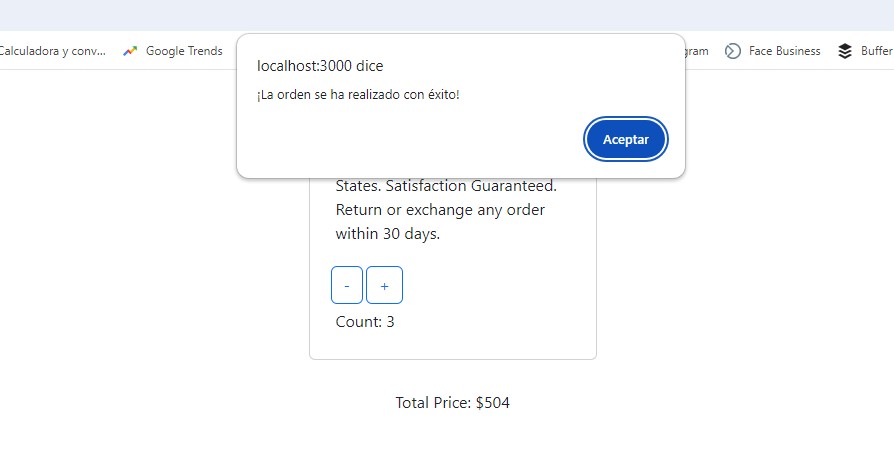 Calculadora y conv... Google Trends gram Face Business Buffer
localhost:3000 dice
¡La orden se ha realizado con éxito!
Aceptar
States. Satisfaction Guaranteed.
Return or exchange any order
within 30 days.
- +
Count: 3
Total Price: $504